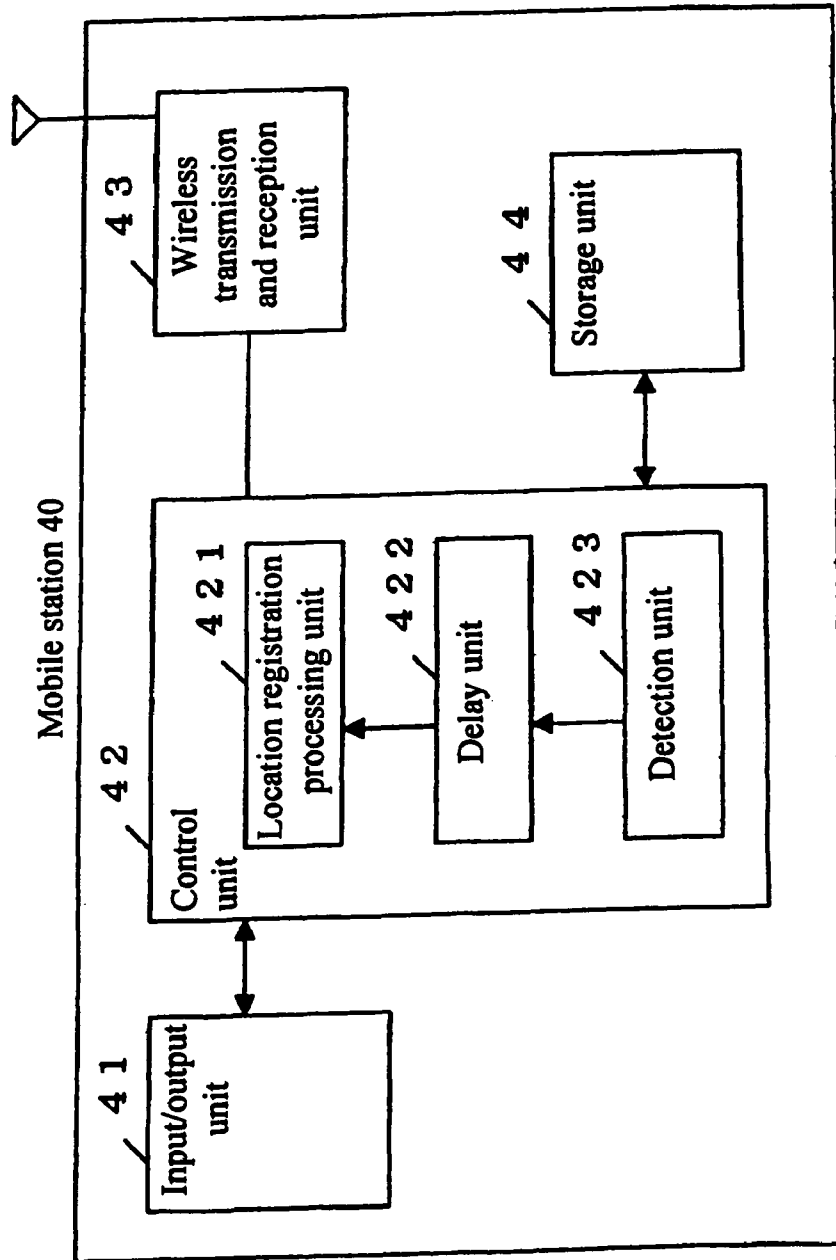 Mobile station 40
4 1
Input/output
unit
4 2
Control
unit
4 2 1
Location registration
processing unit
4 2 2
Delay unit
4 2 3
Detection unit
4 3
Wireless
transmission
and reception
unit
4 4
Storage unit